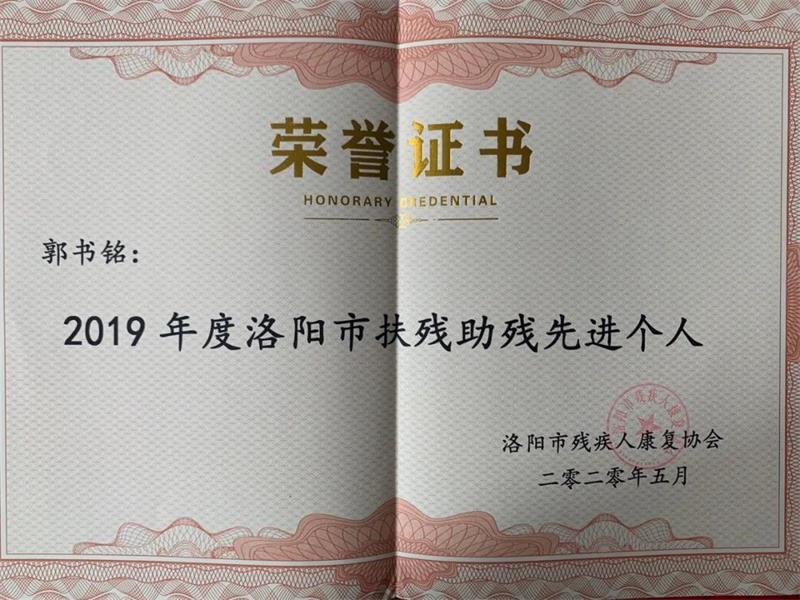 荣誉证书
HONORARY CREDENTIAL
郭书铭：
2019年度洛阳市扶残助残先进个人
洛阳市残疾人康复协会
二零二零年五月